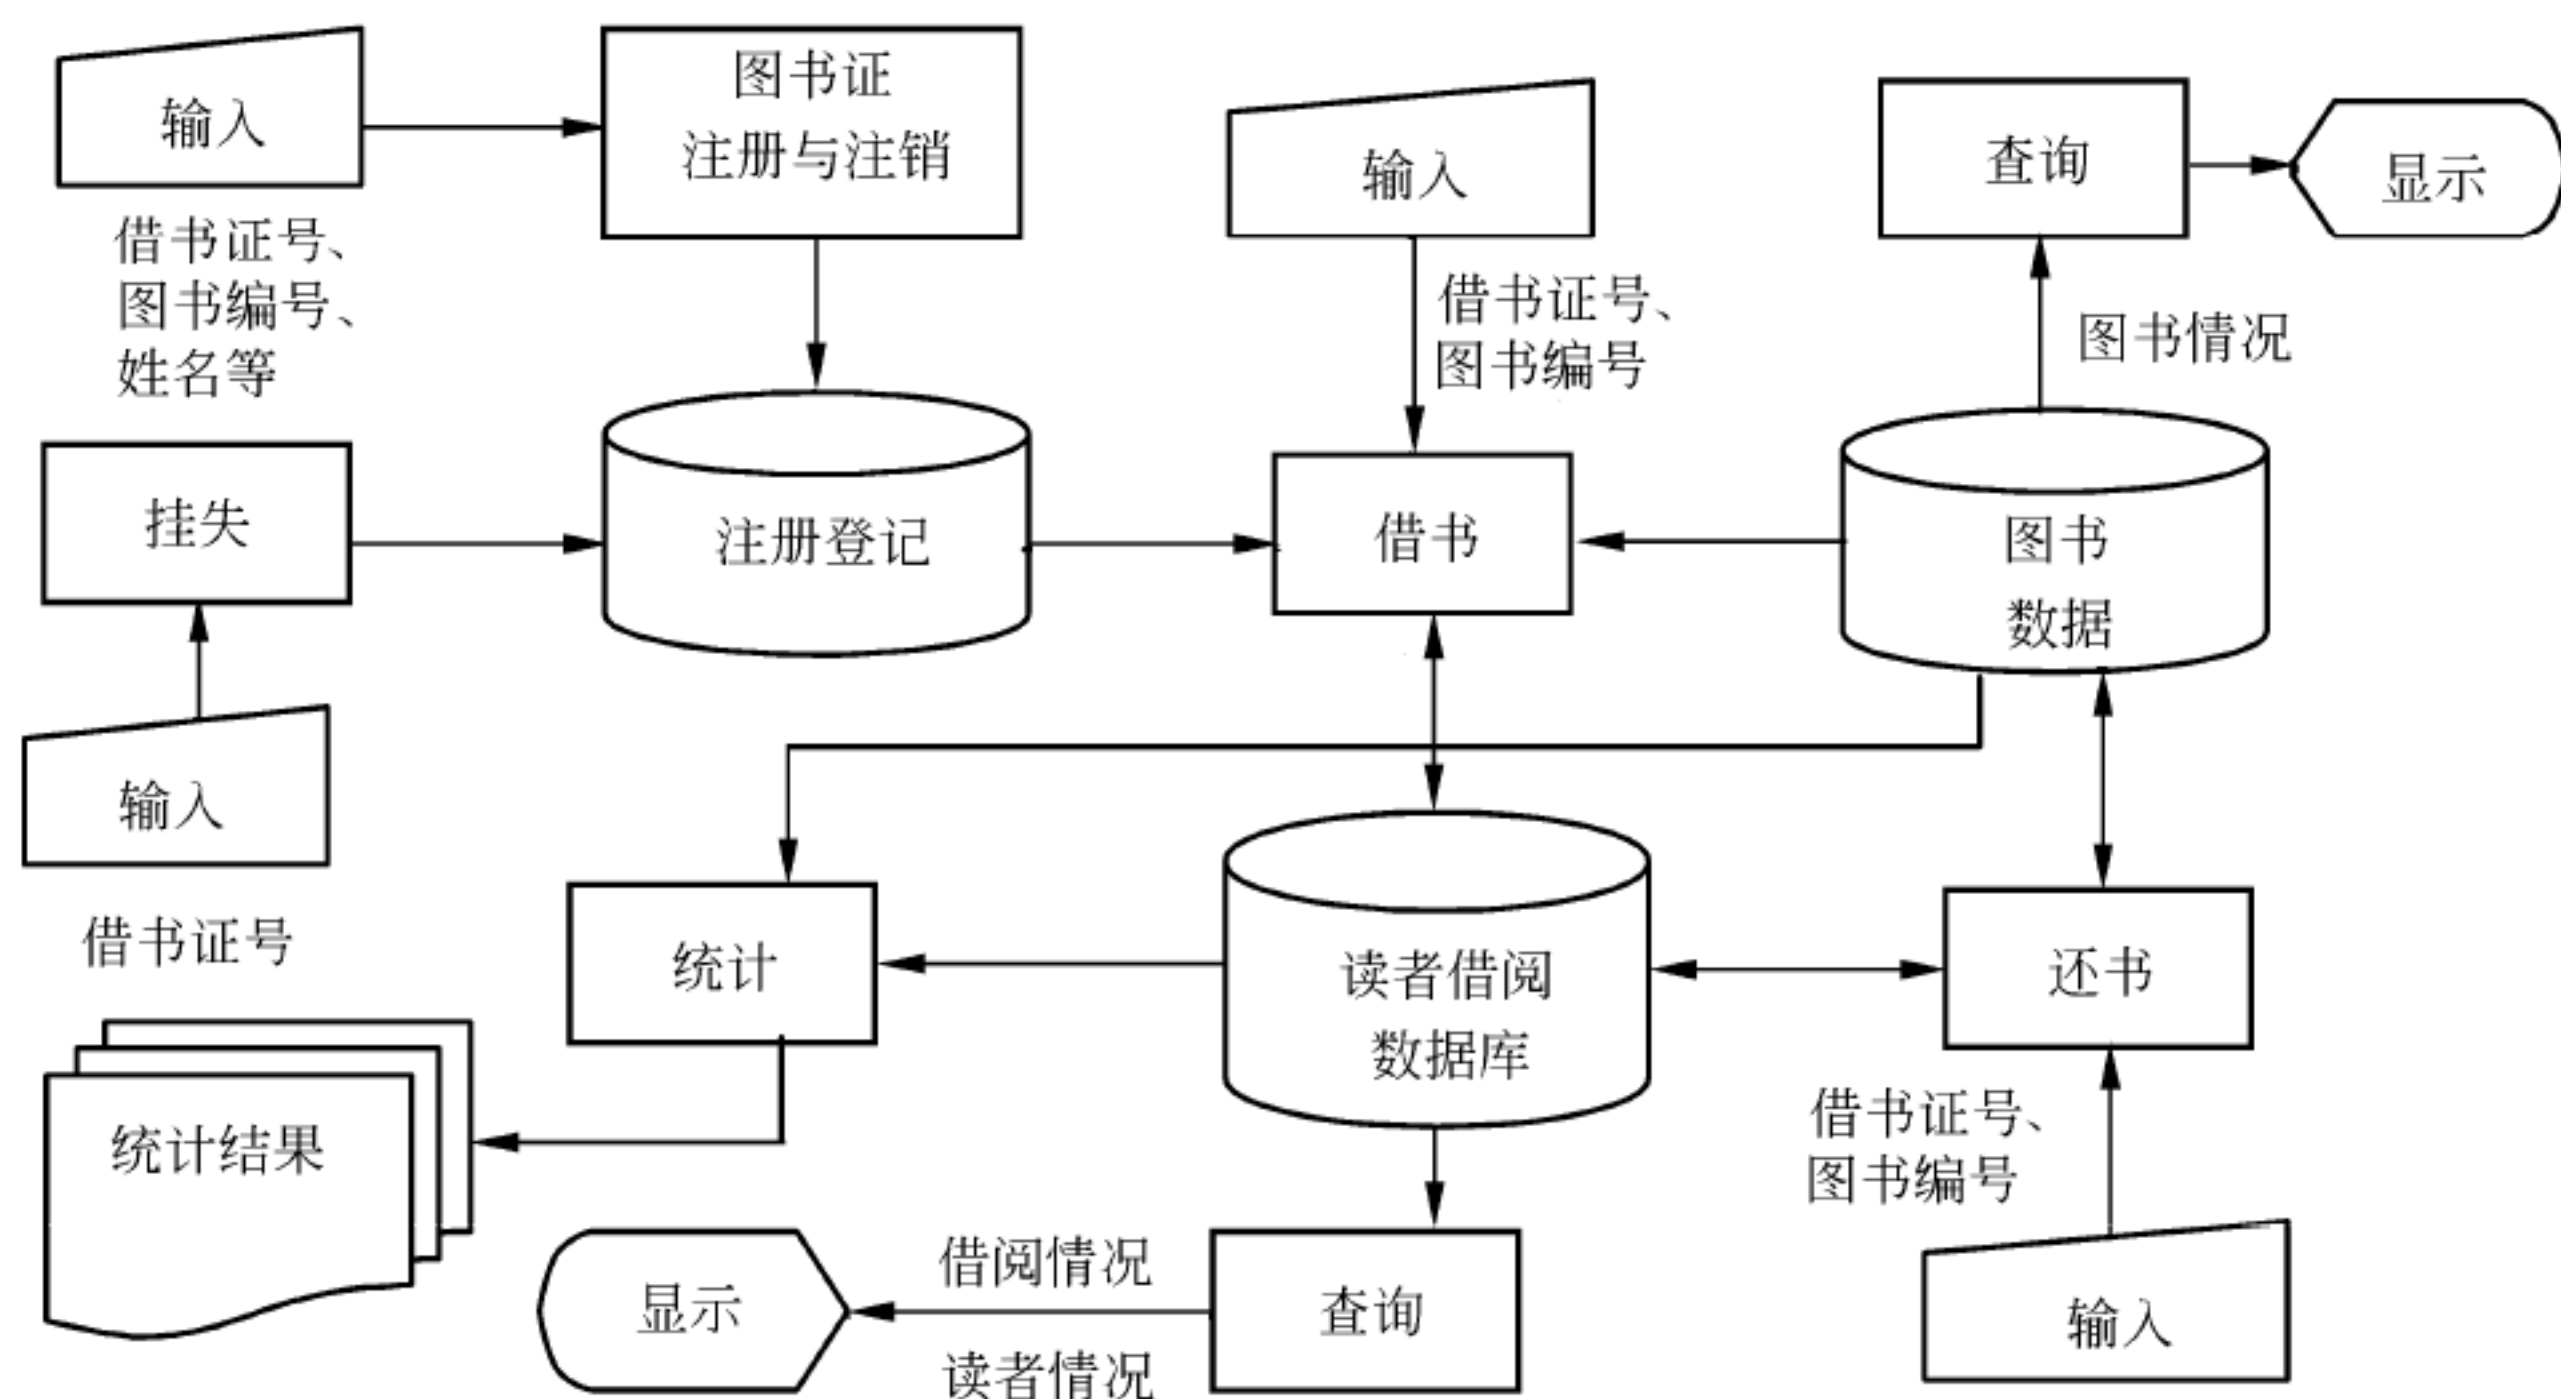 图书证
注册与注销
输入
输入
查询
显示
借书证号、
图书编号、
姓名等
借书证号、
图书编号
图书情况
挂失
注册登记
借书
图书
数据
输入
借书证号
统计
读者借阅
数据库
还书
统计结果
借书证号、
图书编号
显示
借阅情况
读者情况
查询
输入